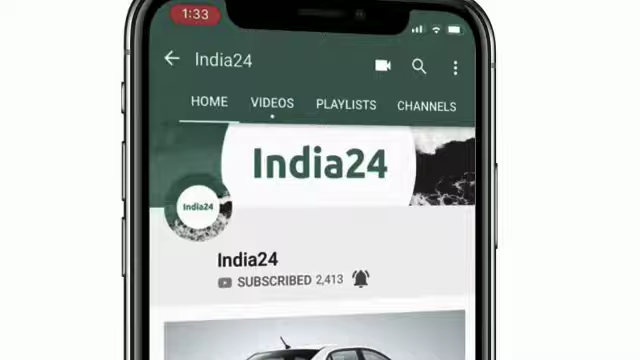 1:33
India24
HOME VIDEOS PLAYLISTS CHANNELS
India24
India24
India24
SUBSCRIBED 2,413